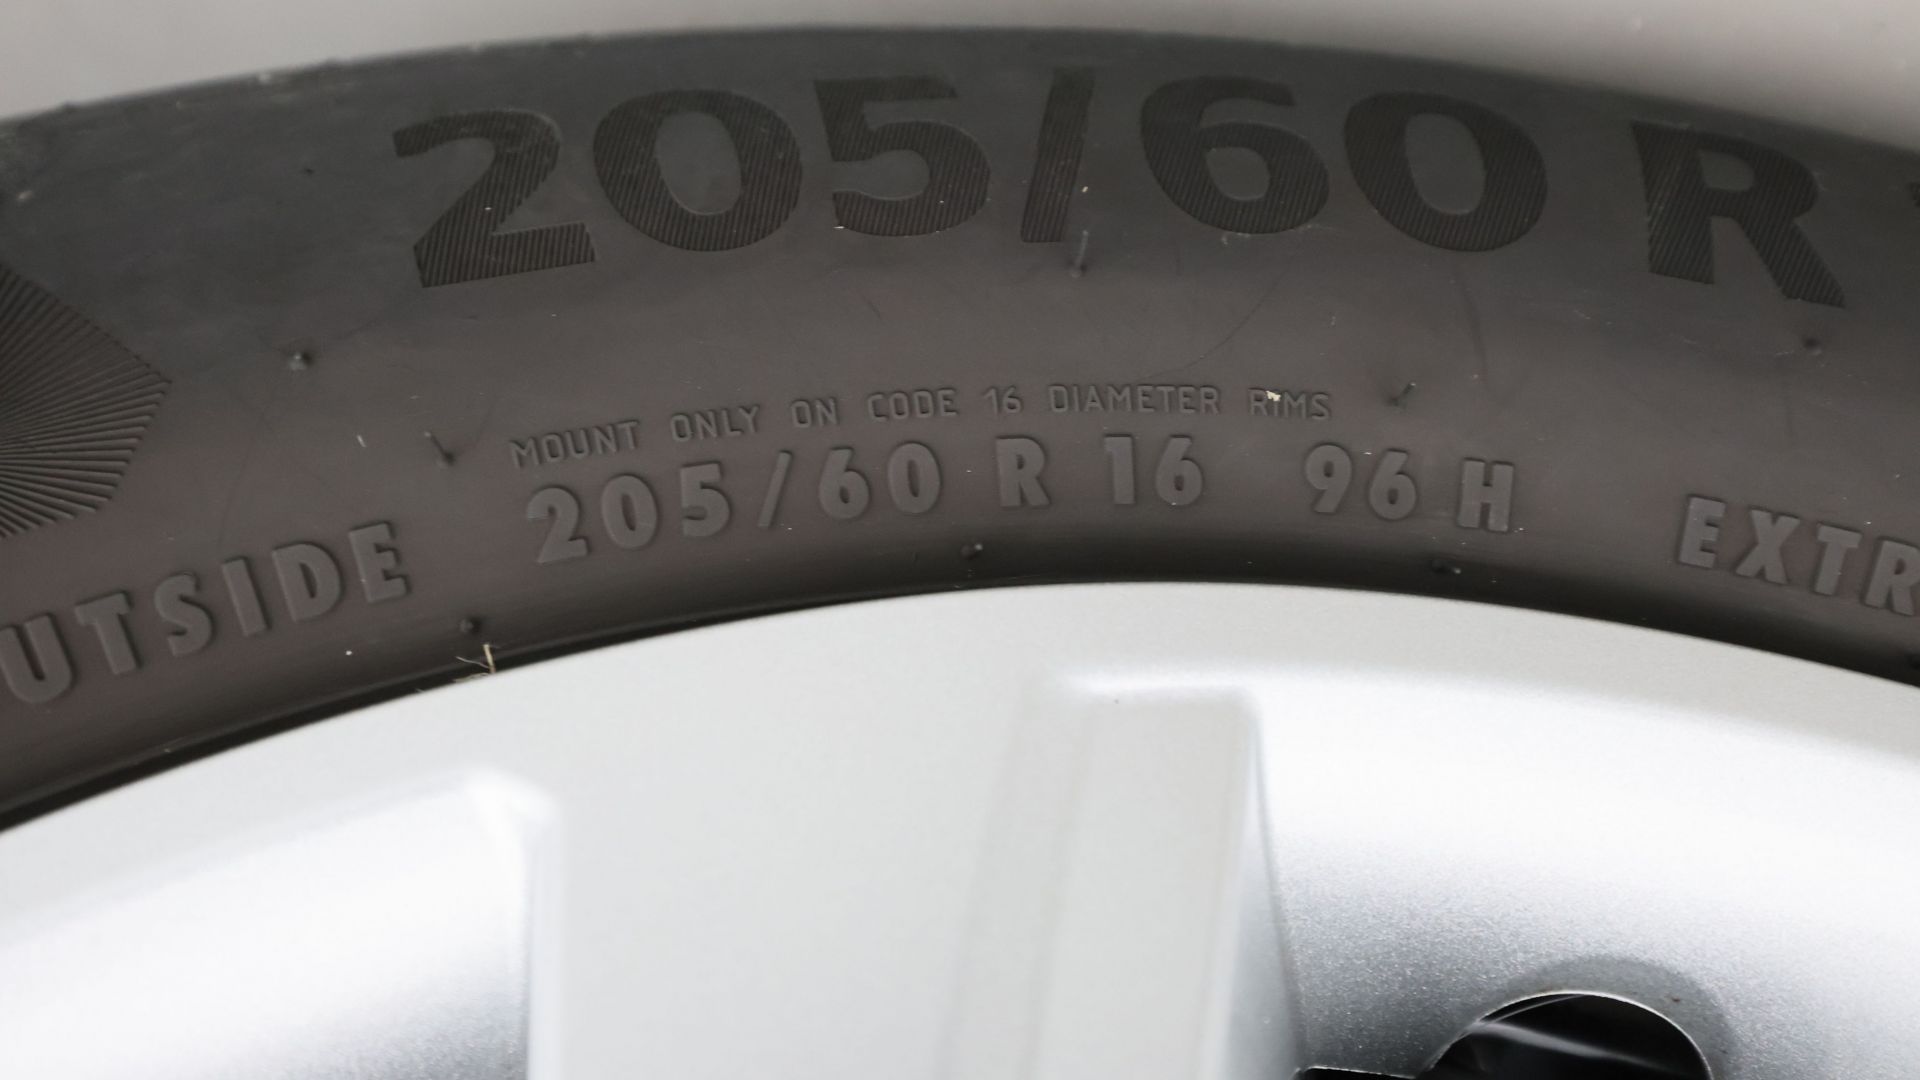 205/60 R
MOUNT ONLY ON CODE 16 DIAMETER RIMS
UTSIDE 205/60 R 16 96 H EXTR